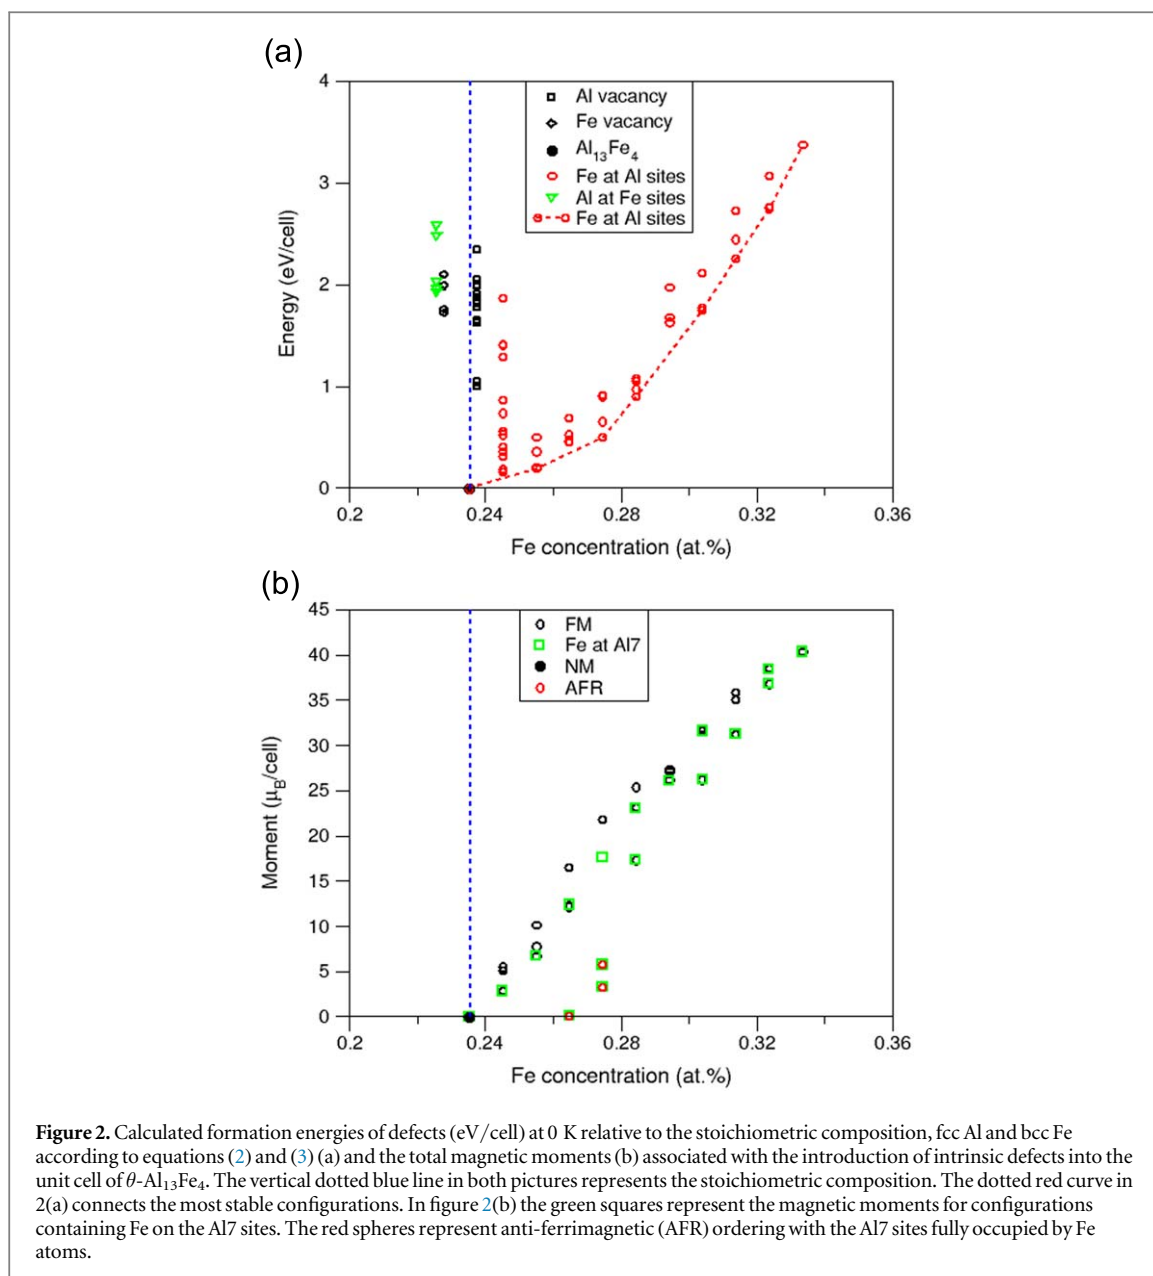 (a)
4
3
2
1
0
Energy (eV/cell)
Al vacancy
Fe vacancy
Al13Fe4
Fe at Al sites
Al at Fe sites
Fe at Al sites
0.2 0.24 0.28 0.32 0.36
Fe concentration (at.%)
(b)
45
40
35
30
25
20
15
10
5
0
Moment (μB/cell)
FM
Fe at Al7
NM
AFR
0.2 0.24 0.28 0.32 0.36
Fe concentration (at.%)
Figure 2. Calculated formation energies of defects (eV/cell) at 0 K relative to the stoichiometric composition, fcc Al and bcc Fe
according to equations (2) and (3) (a) and the total magnetic moments (b) associated with the introduction of intrinsic defects into the
unit cell of θ-Al13Fe4. The vertical dotted blue line in both pictures represents the stoichiometric composition. The dotted red curve in
2(a) connects the most stable configurations. In figure 2(b) the green squares represent the magnetic moments for configurations
containing Fe on the Al7 sites. The red spheres represent anti-ferrimagnetic (AFR) ordering with the Al7 sites fully occupied by Fe
atoms.